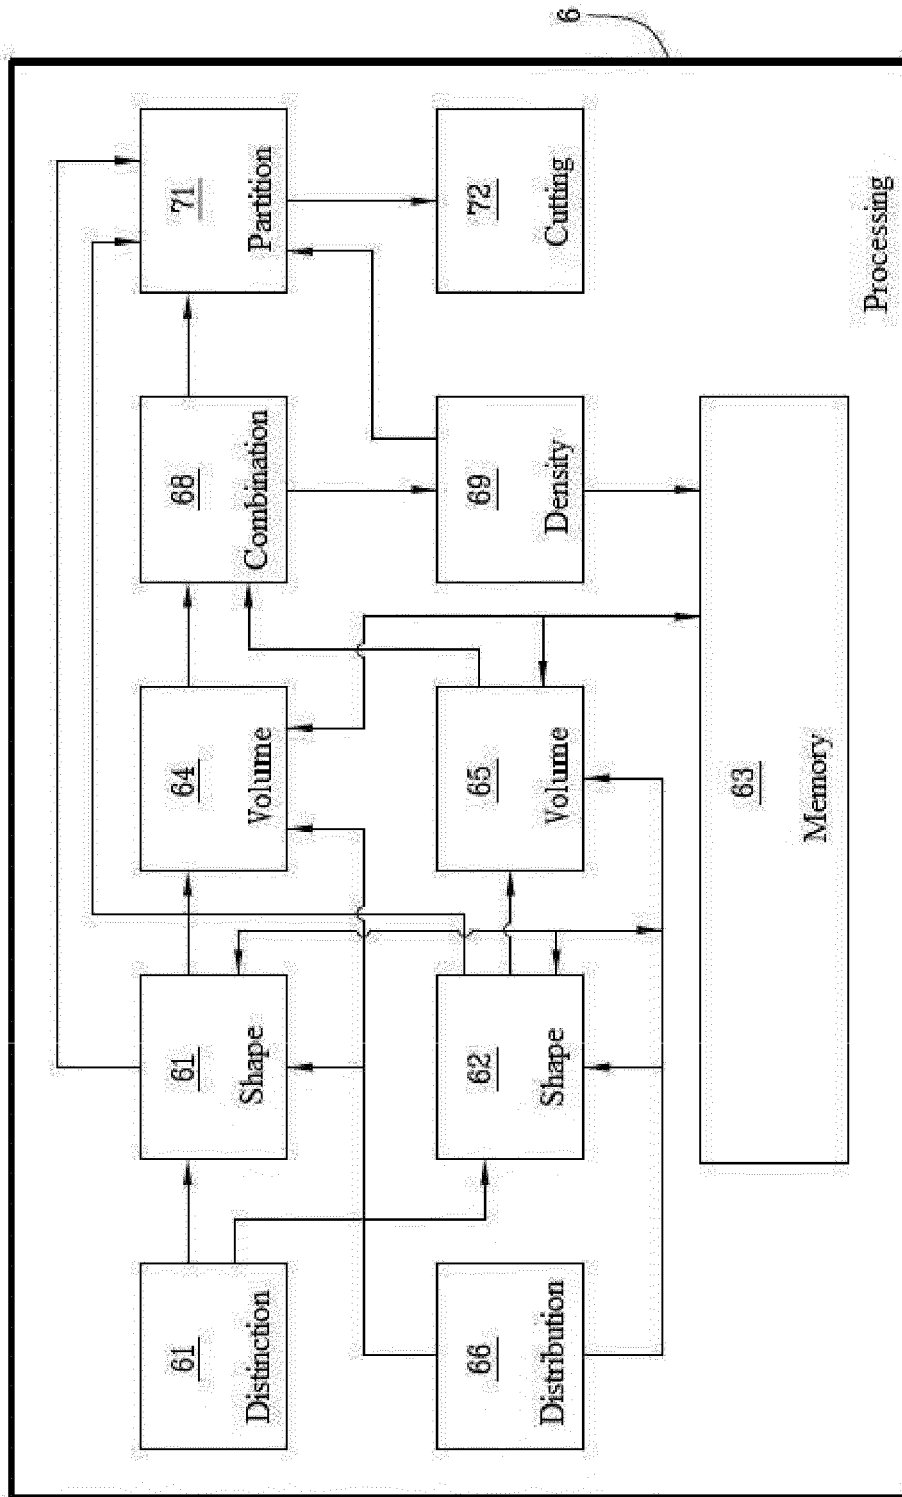 6
61
Distinction
61
Shape
64
Volume
68
Combination
71
Partition
66
Distribution
62
Shape
65
Volume
69
Density
72
Cutting
63
Memory
Processing